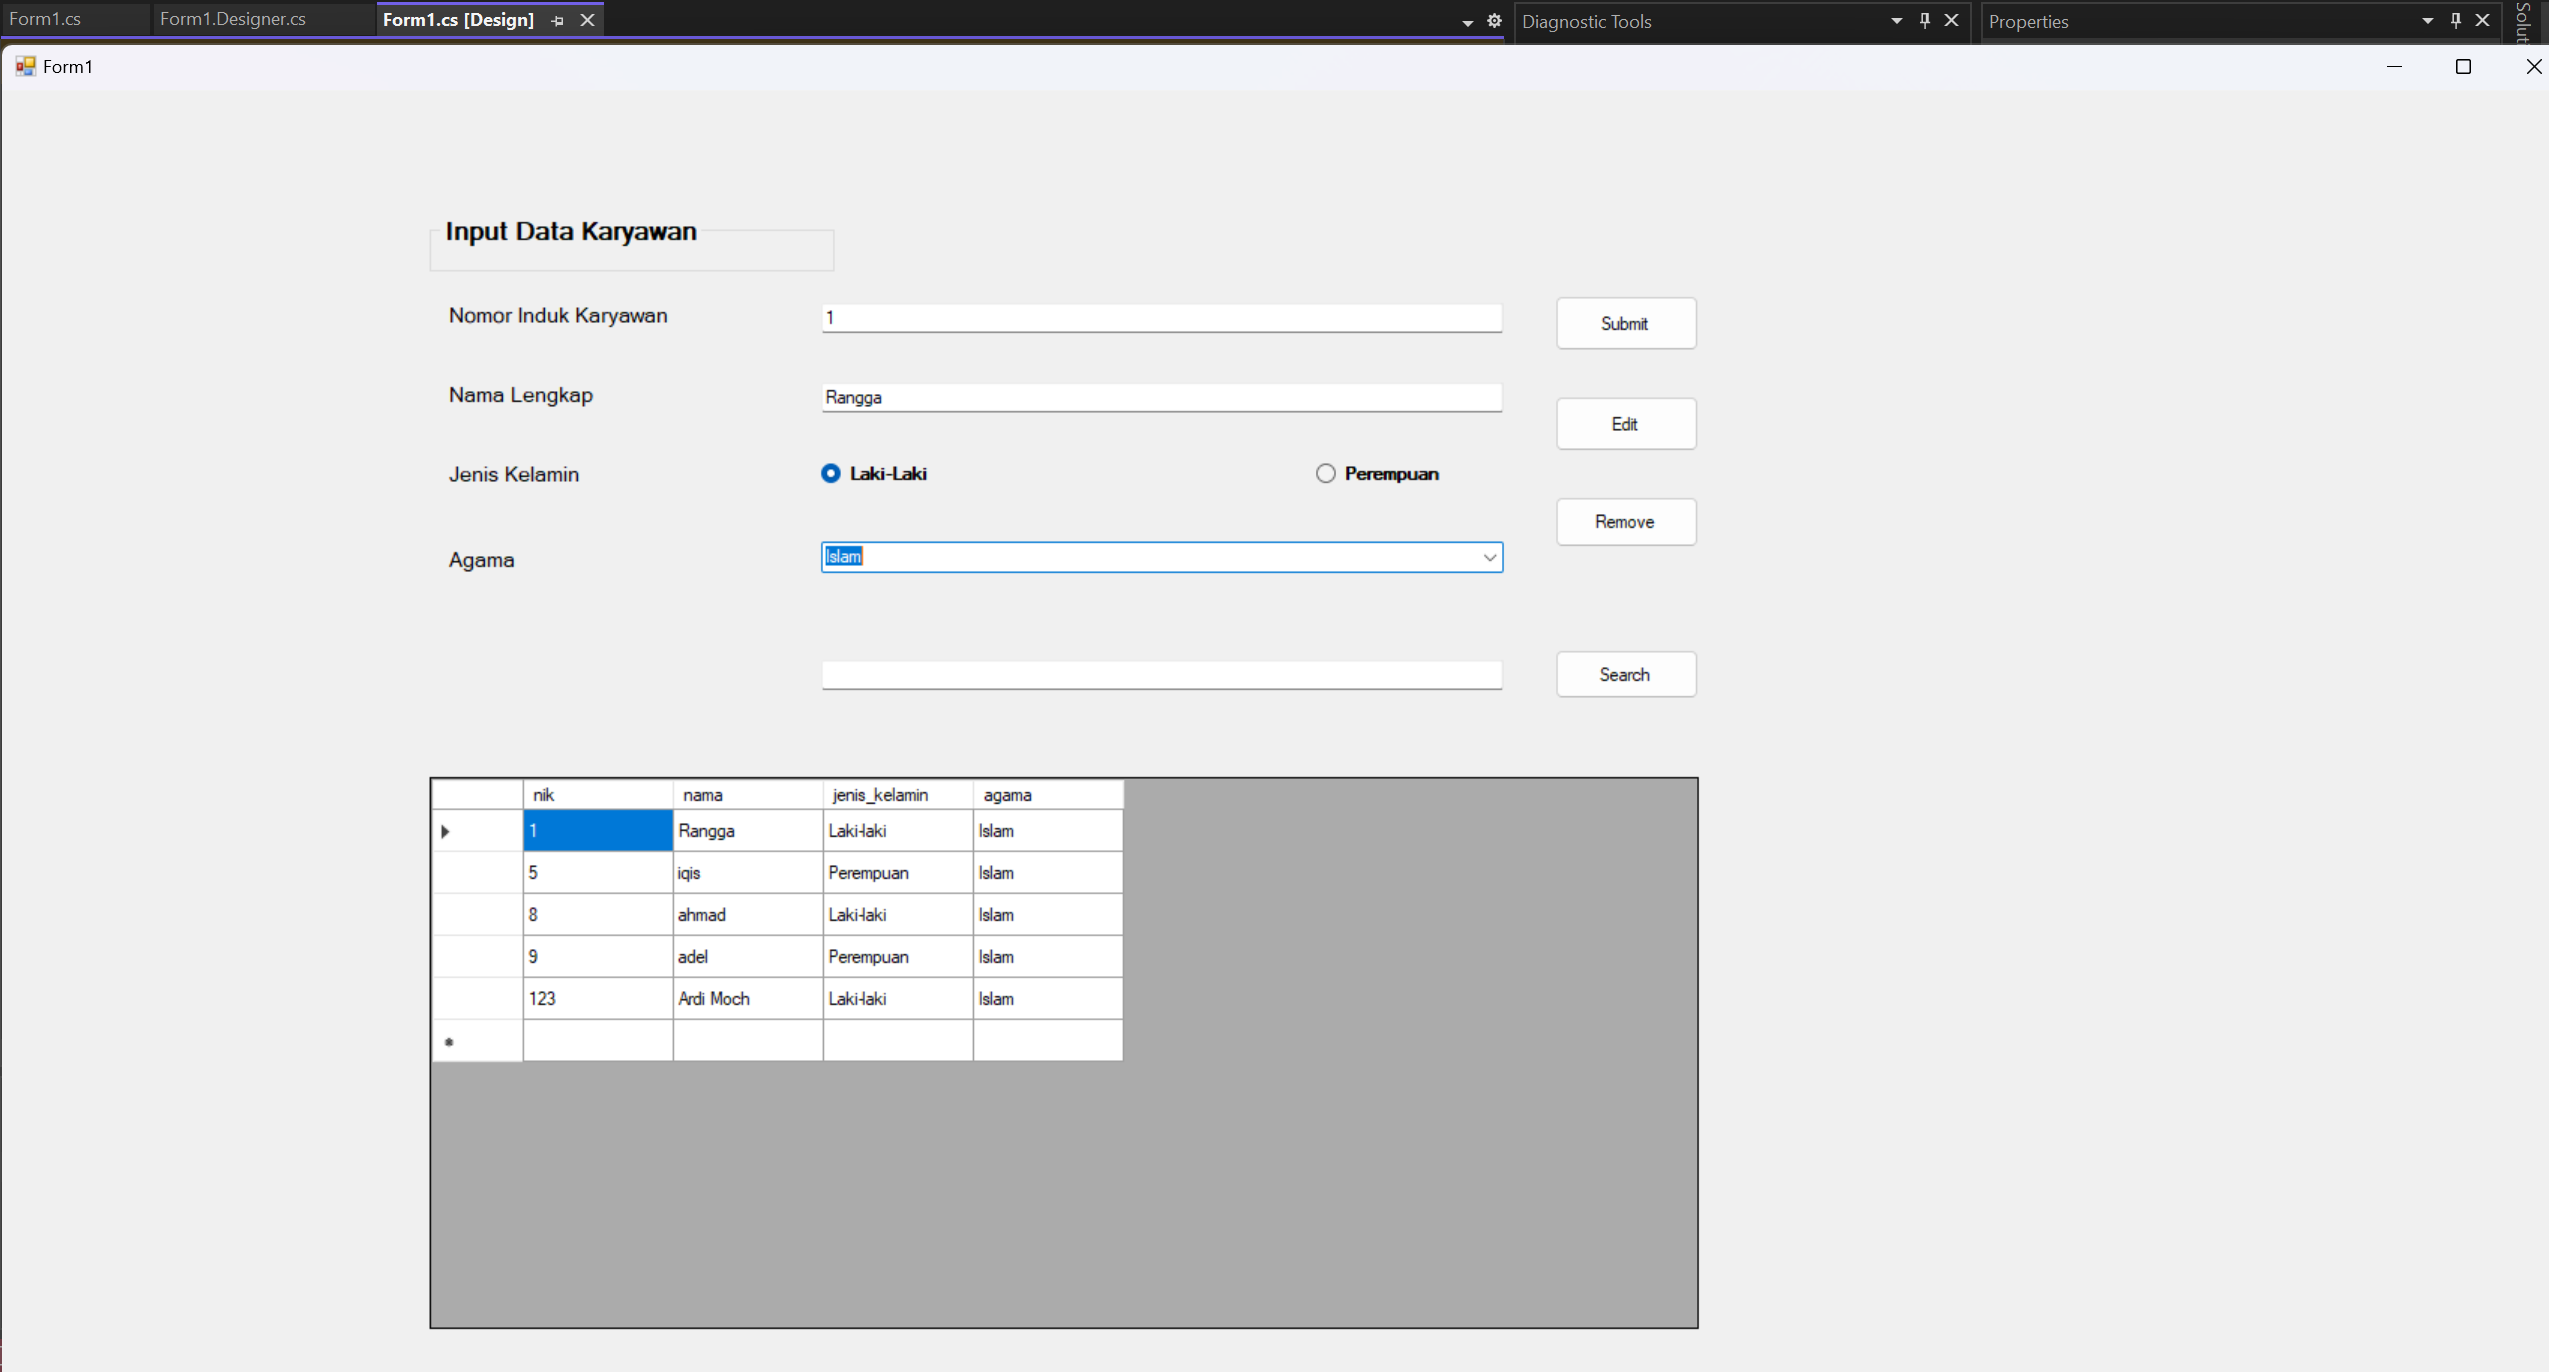 Form1.cs
Form1.Designer.cs
Form1.cs [Design]
Diagnostic Tools
Properties
Form1
Input Data Karyawan
Nomor Induk Karyawan
1
Submit
Nama Lengkap
Rangga
Edit
Jenis Kelamin
Laki-Laki
Perempuan
Remove
Agama
Islam
Search
nik nama jenis_kelamin agama
1 Rangga Laki-laki Islam
5 iqis Perempuan Islam
8 ahmad Laki-laki Islam
9 adel Perempuan Islam
123 Ardi Moch Laki-laki Islam